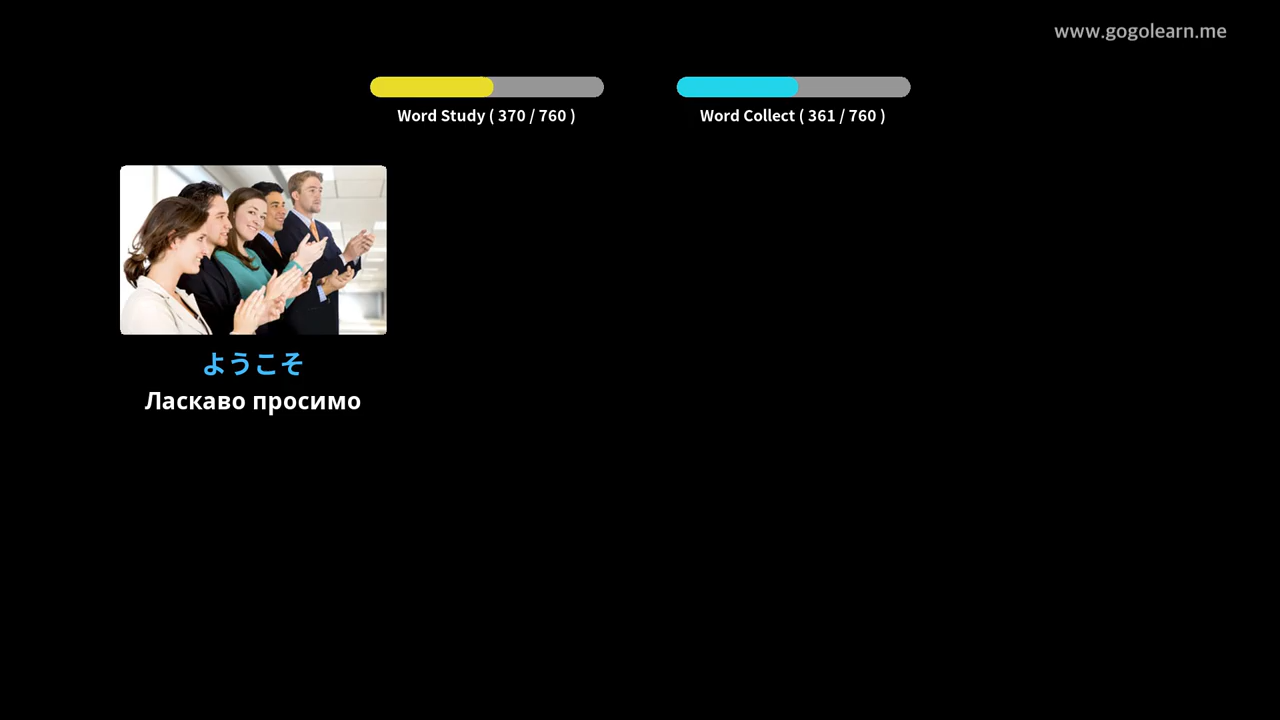 www.gogolearn.me
Word Study ( 370 / 760 )
Word Collect ( 361 / 760 )
ようこそ
Ласкаво просимо